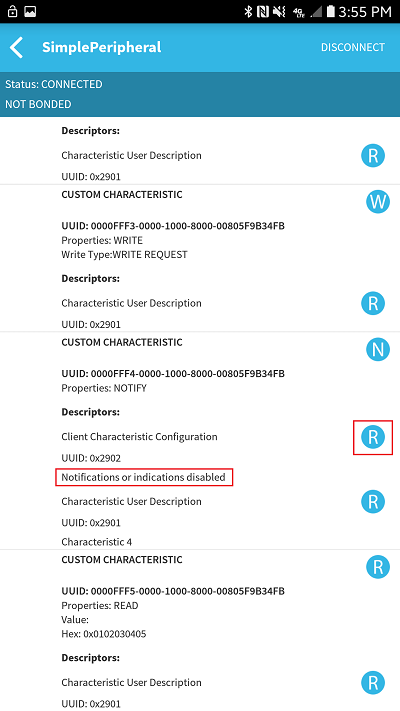 4G LTE 3:55 PM
SimplePeripheral DISCONNECT
Status: CONNECTED
NOT BONDED
Descriptors:
Characteristic User Description R
UUID: 0x2901
CUSTOM CHARACTERISTIC W
UUID: 0000FFF3-0000-1000-8000-00805F9B34FB
Properties: WRITE
Write Type:WRITE REQUEST
Descriptors:
Characteristic User Description R
UUID: 0x2901
CUSTOM CHARACTERISTIC N
UUID: 0000FFF4-0000-1000-8000-00805F9B34FB
Properties: NOTIFY
Descriptors:
Client Characteristic Configuration R
UUID: 0x2902
Notifications or indications disabled
Characteristic User Description R
UUID: 0x2901
Characteristic 4
CUSTOM CHARACTERISTIC R
UUID: 0000FFF5-0000-1000-8000-00805F9B34FB
Properties: READ
Value:
Hex: 0x0102030405
Descriptors:
Characteristic User Description R
UUID: 0x2901